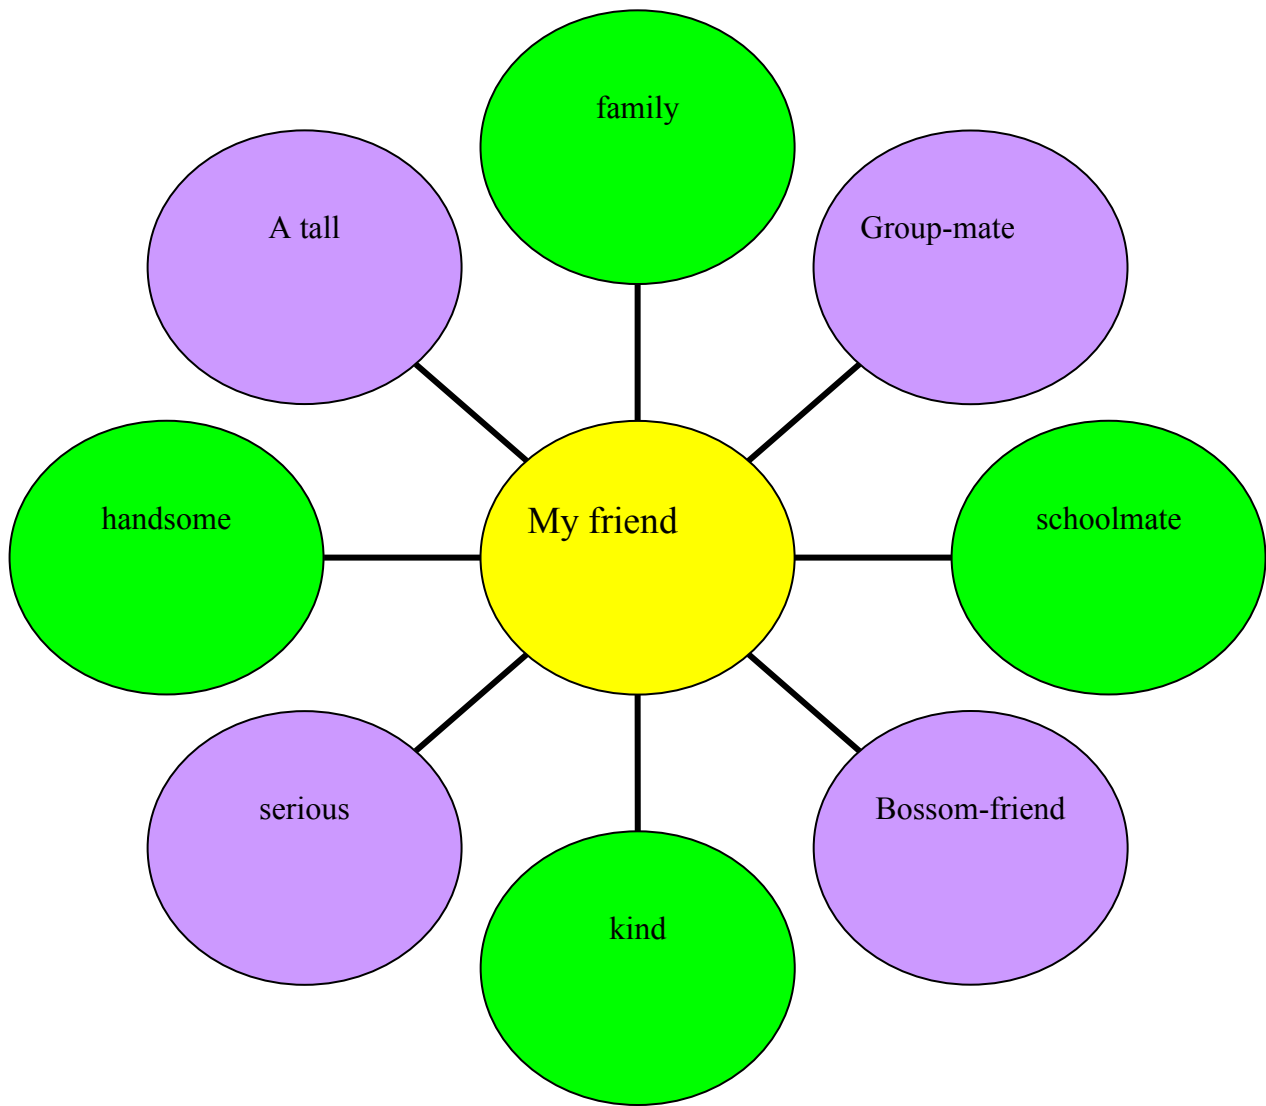 family
A tall
Group-mate
handsome
My friend
schoolmate
serious
Bossom-friend
kind